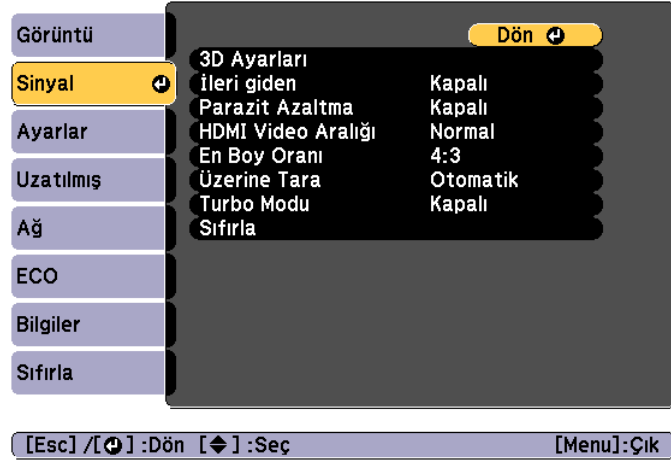 Görüntü
Sinyal
Ayarlar
Uzatılmış
Ağ
ECO
Bilgiler
Sıfırla
Dön
3D Ayarları
İleri giden Kapalı
Parazit Azaltma Kapalı
HDMI Video Aralığı Normal
En Boy Oranı 4:3
Üzerine Tara Otomatik
Turbo Modu Kapalı
Sıfırla
[Esc] /[ ] :Dön [ ] :Seç [Menu]:Çık